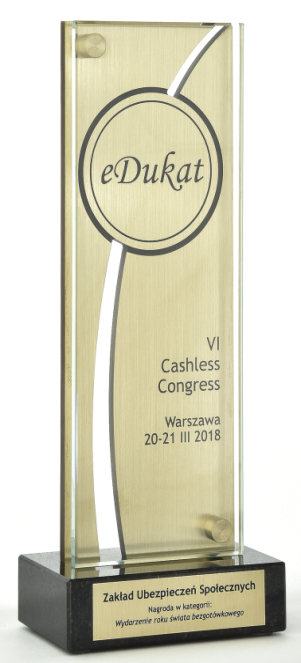 eDukat
VI
Cashless
Congress
Warszawa
20-21 III 2018
Zakład Ubezpieczeń Społecznych
Nagroda w kategorii:
Wydarzenie roku świata bezgotówkowego